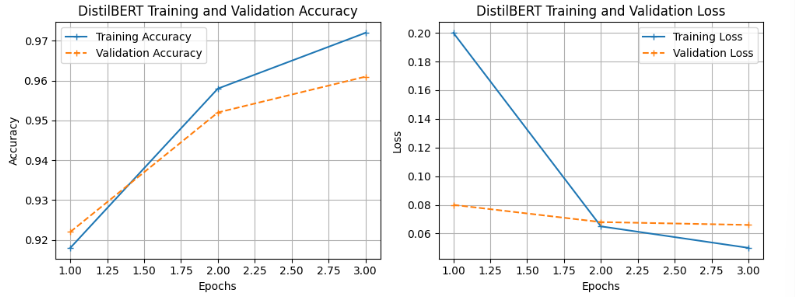 DistilBERT Training and Validation Accuracy
Training Accuracy
Validation Accuracy
0.97
0.96
0.95
0.94
0.93
0.92
Accuracy
1.00 1.25 1.50 1.75 2.00 2.25 2.50 2.75 3.00
Epochs
DistilBERT Training and Validation Loss
Training Loss
Validation Loss
0.20
0.18
0.16
0.14
0.12
0.10
0.08
0.06
Loss
1.00 1.25 1.50 1.75 2.00 2.25 2.50 2.75 3.00
Epochs